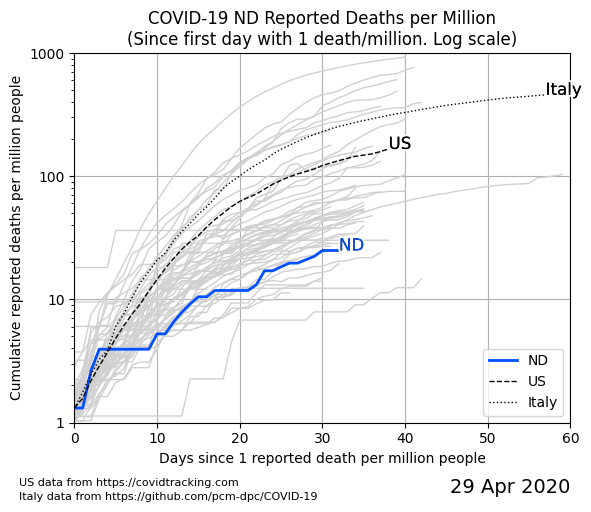 COVID-19 ND Reported Deaths per Million
(Since first day with 1 death/million. Log scale)
Cumulative reported deaths per million people
1000
100
10
1
Italy
US
ND
ND
US
Italy
0 10 20 30 40 50 60
Days since 1 reported death per million people
US data from https://covidtracking.com
Italy data from https://github.com/pcm-dpc/COVID-19
29 Apr 2020